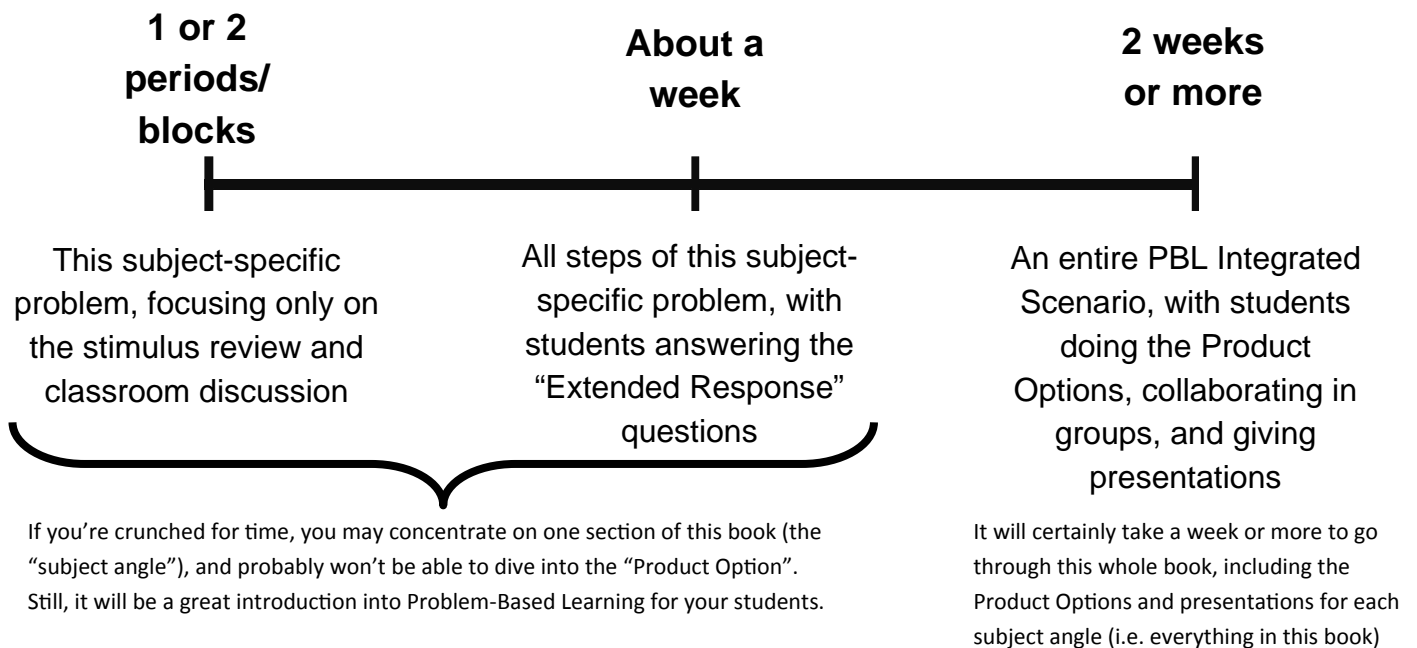 1 or 2
periods/
blocks
About a
week
2 weeks
or more
This subject-specific
problem, focusing only on
the stimulus review and
classroom discussion
All steps of this subject-
specific problem, with
students answering the
“Extended Response”
questions
An entire PBL Integrated
Scenario, with students
doing the Product
Options, collaborating in
groups, and giving
presentations
If you’re crunched for time, you may concentrate on one section of this book (the
“subject angle”), and probably won’t be able to dive into the “Product Option”.
Still, it will be a great introduction into Problem-Based Learning for your students.
It will certainly take a week or more to go
through this whole book, including the
Product Options and presentations for each
subject angle (i.e. everything in this book)